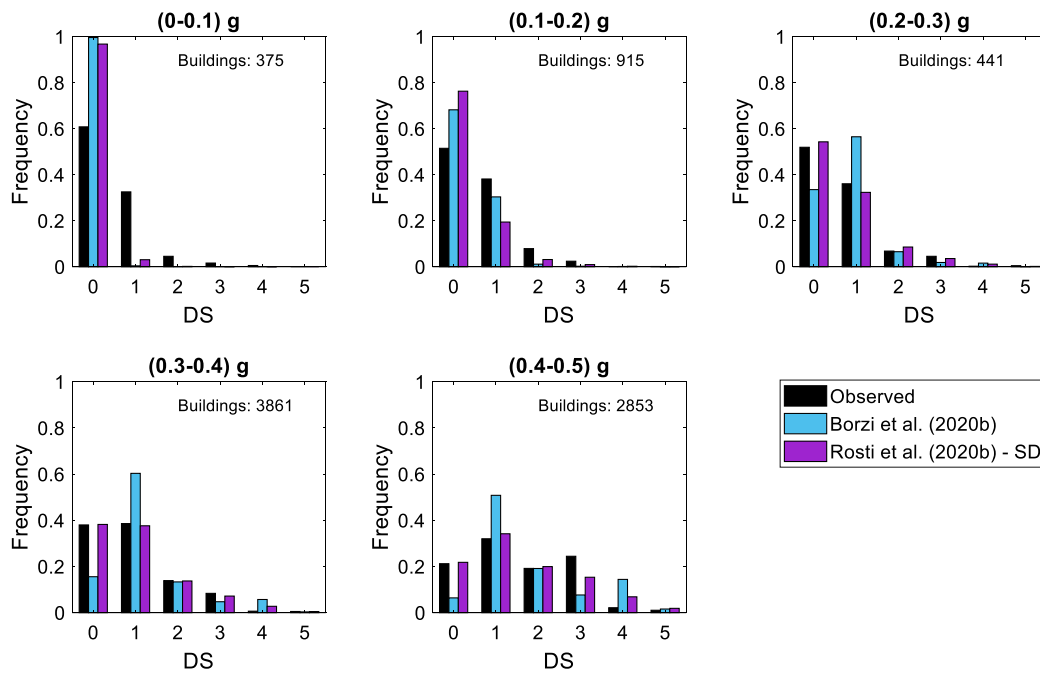 (0-0.1) g
Buildings: 375
1
0.8
0.6
0.4
0.2
0
Frequency
0 1 2 3 4 5
DS
(0.1-0.2) g
Buildings: 915
1
0.8
0.6
0.4
0.2
0
Frequency
0 1 2 3 4 5
DS
(0.2-0.3) g
Buildings: 441
1
0.8
0.6
0.4
0.2
0
Frequency
0 1 2 3 4 5
DS
(0.3-0.4) g
Buildings: 3861
1
0.8
0.6
0.4
0.2
0
Frequency
0 1 2 3 4 5
DS
(0.4-0.5) g
Buildings: 2853
1
0.8
0.6
0.4
0.2
0
Frequency
0 1 2 3 4 5
DS
Observed
Borzi et al. (2020b)
Rosti et al. (2020b) - SD